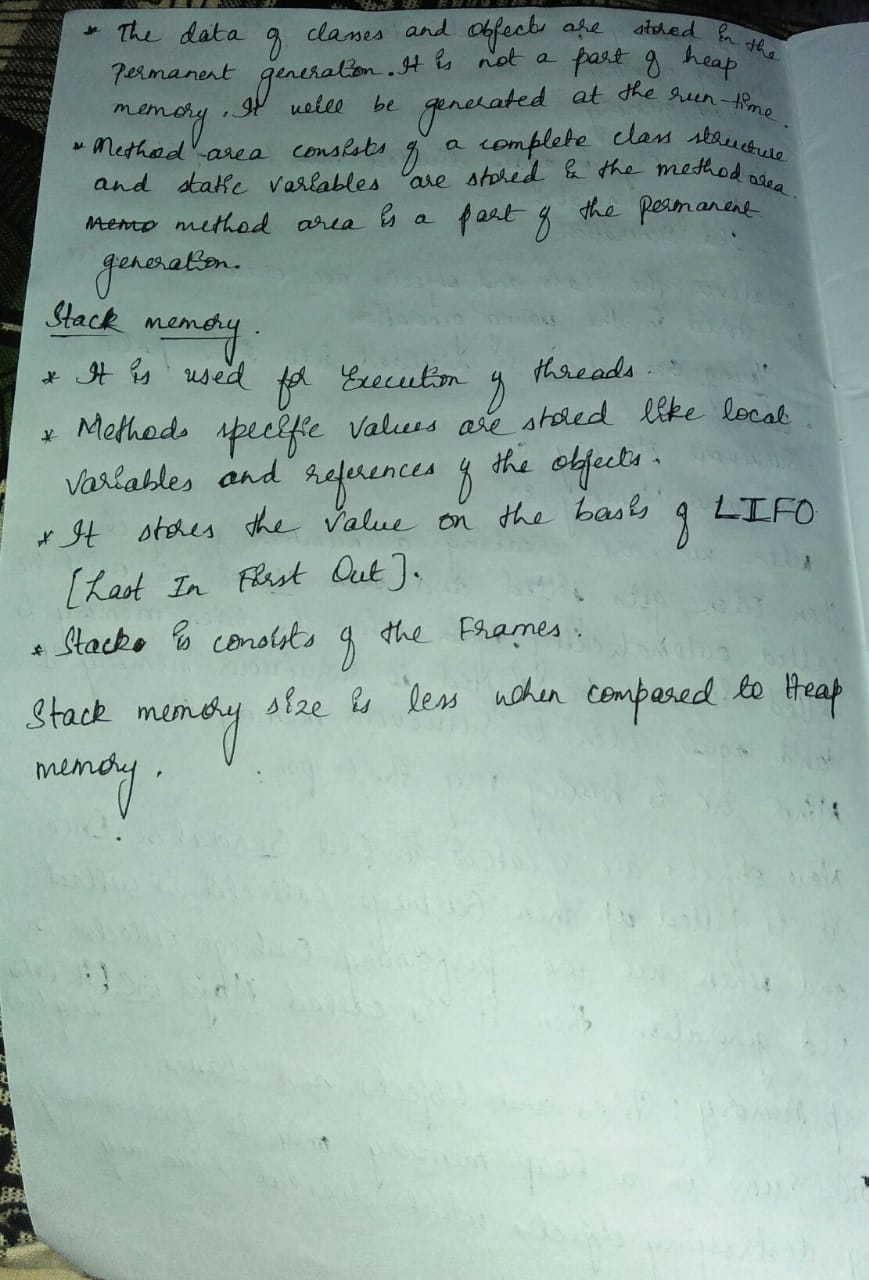 * The data of classes and objects are stored in the
Permanent generation. It is not a part of heap
memory. It will be generated at the run-time.
* Method area consists of a complete class structure
and static variables are stored in the method area.
Memo method area is a part of the permanent
generation.
Stack memory.
* It is used for Execution of threads.
* Methods specific values are stored like local
variables and references of the objects.
* It stores the value on the basis of LIFO
[Last In First Out].
* Stack is consists of the Frames.
Stack memory size is less when compared to Heap
memory.